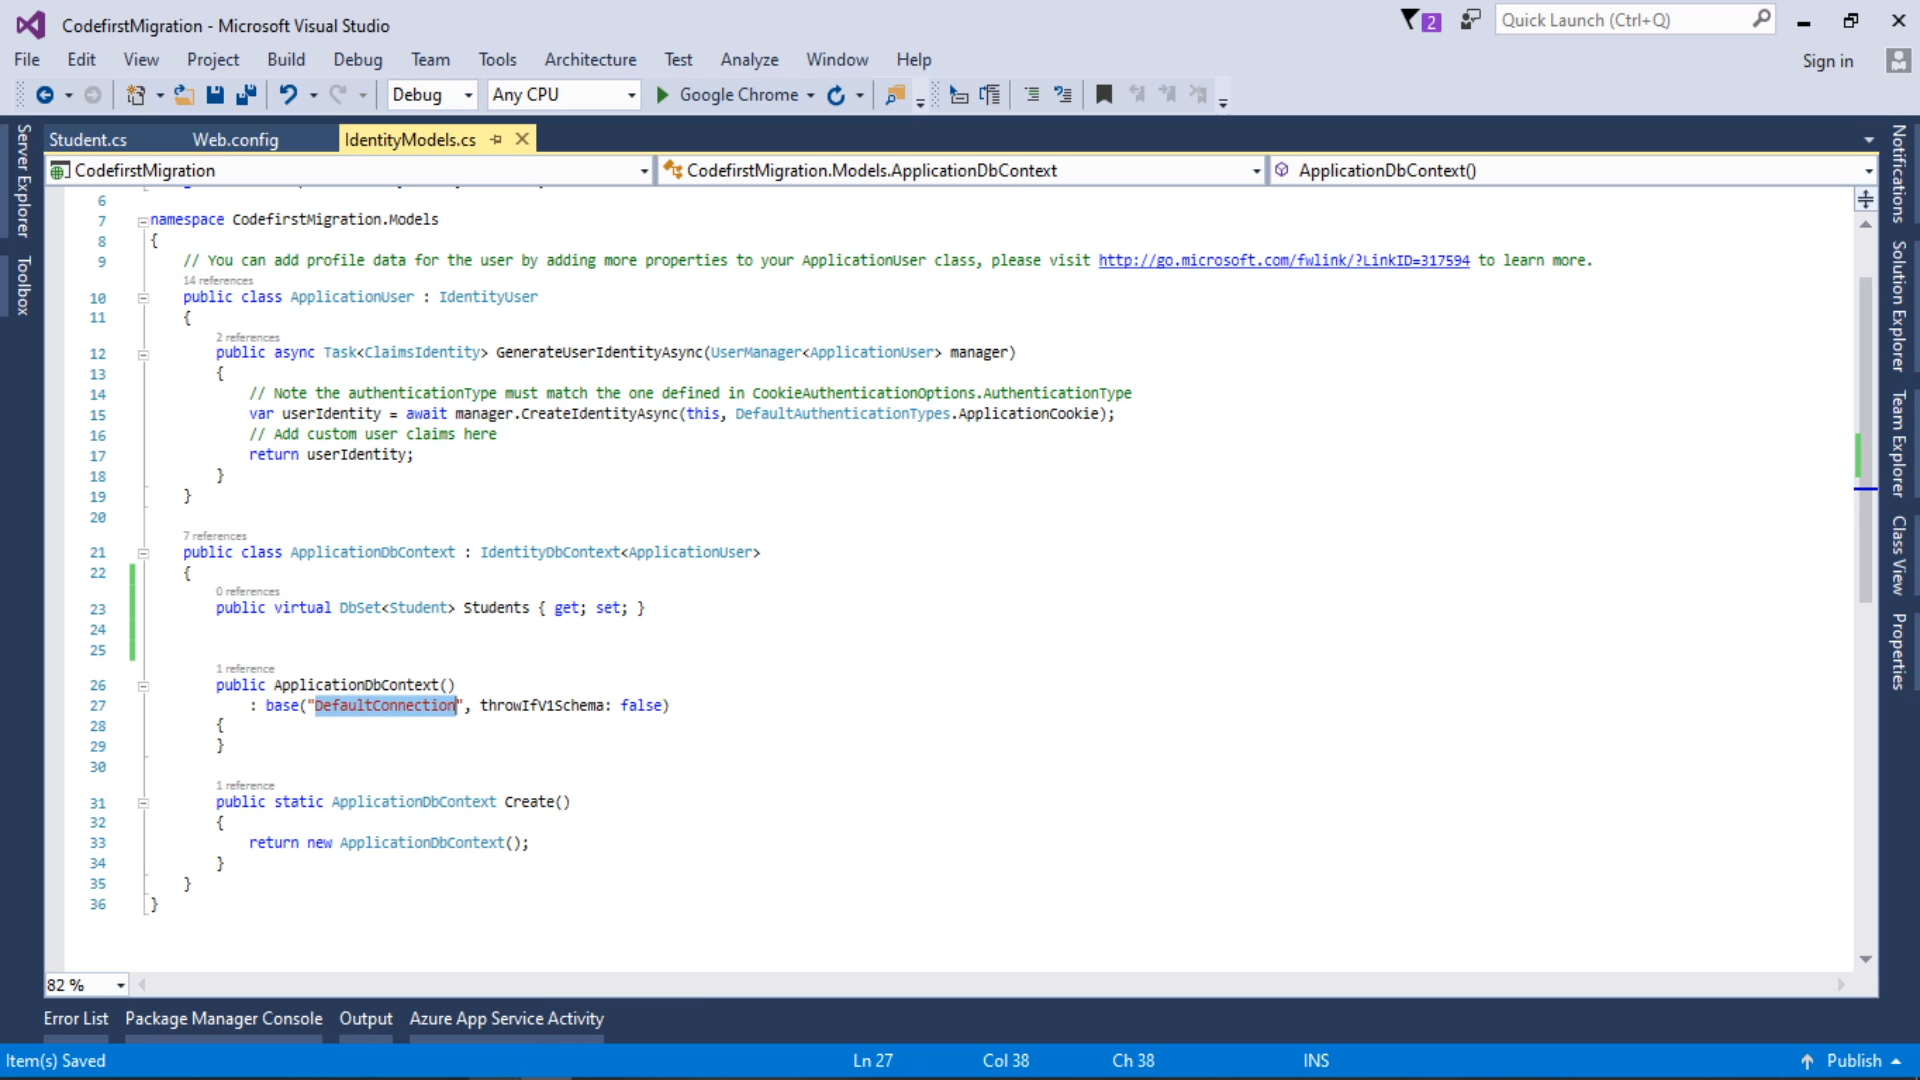 CodefirstMigration - Microsoft Visual Studio
2
Quick Launch (Ctrl+Q)
File Edit View Project Build Debug Team Tools Architecture Test Analyze Window Help
Sign in
Debug Any CPU Google Chrome
Server Explorer
Toolbox
Student.cs Web.config IdentityModels.cs
CodefirstMigration CodefirstMigration.Models.ApplicationDbContext ApplicationDbContext()
6
7 namespace CodefirstMigration.Models
8 {
9 // You can add profile data for the user by adding more properties to your ApplicationUser class, please visit http://go.microsoft.com/fwlink/?LinkID=317594 to learn more.
14 references
10 public class ApplicationUser : IdentityUser
11 {
2 references
12 public async Task<ClaimsIdentity> GenerateUserIdentityAsync(UserManager<ApplicationUser> manager)
13 {
14 // Note the authenticationType must match the one defined in CookieAuthenticationOptions.AuthenticationType
15 var userIdentity = await manager.CreateIdentityAsync(this, DefaultAuthenticationTypes.ApplicationCookie);
16 // Add custom user claims here
17 return userIdentity;
18 }
19 }
20
7 references
21 public class ApplicationDbContext : IdentityDbContext<ApplicationUser>
22 {
0 references
23 public virtual DbSet<Student> Students { get; set; }
24
25
1 reference
26 public ApplicationDbContext()
27 : base("DefaultConnection", throwIfV1Schema: false)
28 {
29 }
30
1 reference
31 public static ApplicationDbContext Create()
32 {
33 return new ApplicationDbContext();
34 }
35 }
36 }
82 %
Notifications
Solution Explorer
Team Explorer
Class View
Properties
Error List Package Manager Console Output Azure App Service Activity
Item(s) Saved Ln 27 Col 38 Ch 38 INS Publish